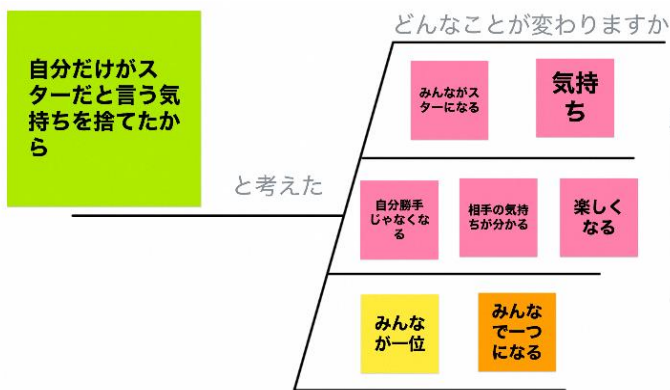 どんなことが変わりますか
自分だけがス
ターだと言う気
持ちを捨てたか
ら
と考えた
みんながス
ターになる
気持
ち
自分勝手
じゃなくな
る
相手の気持
ちが分かる
楽しく
なる
みんな
が一位
みんな
で一つ
になる